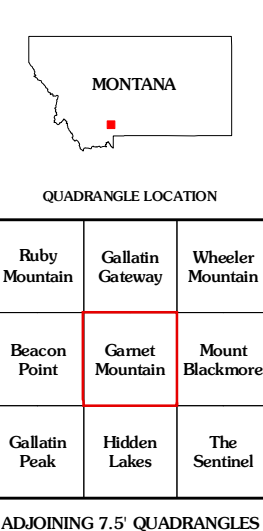 MONTANA
QUADRANGLE LOCATION
Ruby
Mountain
Gallatin
Gateway
Wheeler
Mountain
Beacon
Point
Garnet
Mountain
Mount
Blackmore
Gallatin
Peak
Hidden
Lakes
The
Sentinel
ADJOINING 7.5' QUADRANGLES